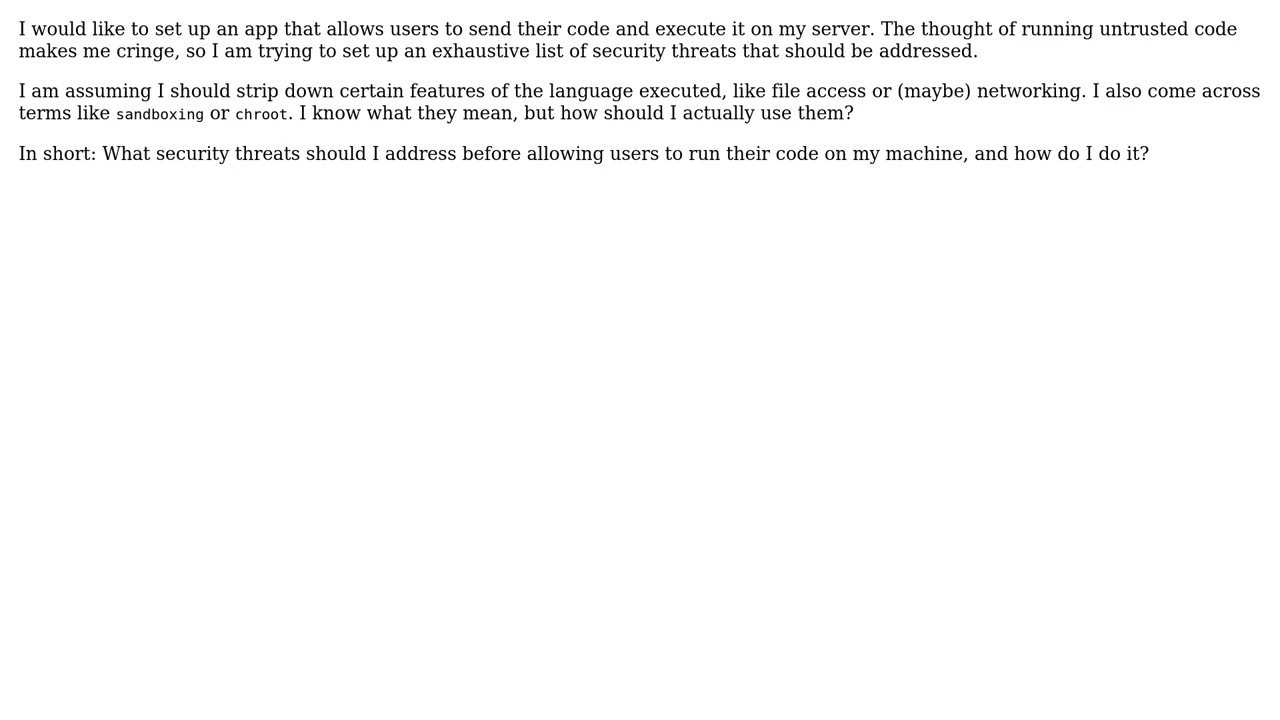 I would like to set up an app that allows users to send their code and execute it on my server. The thought of running untrusted code
makes me cringe, so I am trying to set up an exhaustive list of security threats that should be addressed.
I am assuming I should strip down certain features of the language executed, like file access or (maybe) networking. I also come across
terms like sandboxing or chroot. I know what they mean, but how should I actually use them?
In short: What security threats should I address before allowing users to run their code on my machine, and how do I do it?